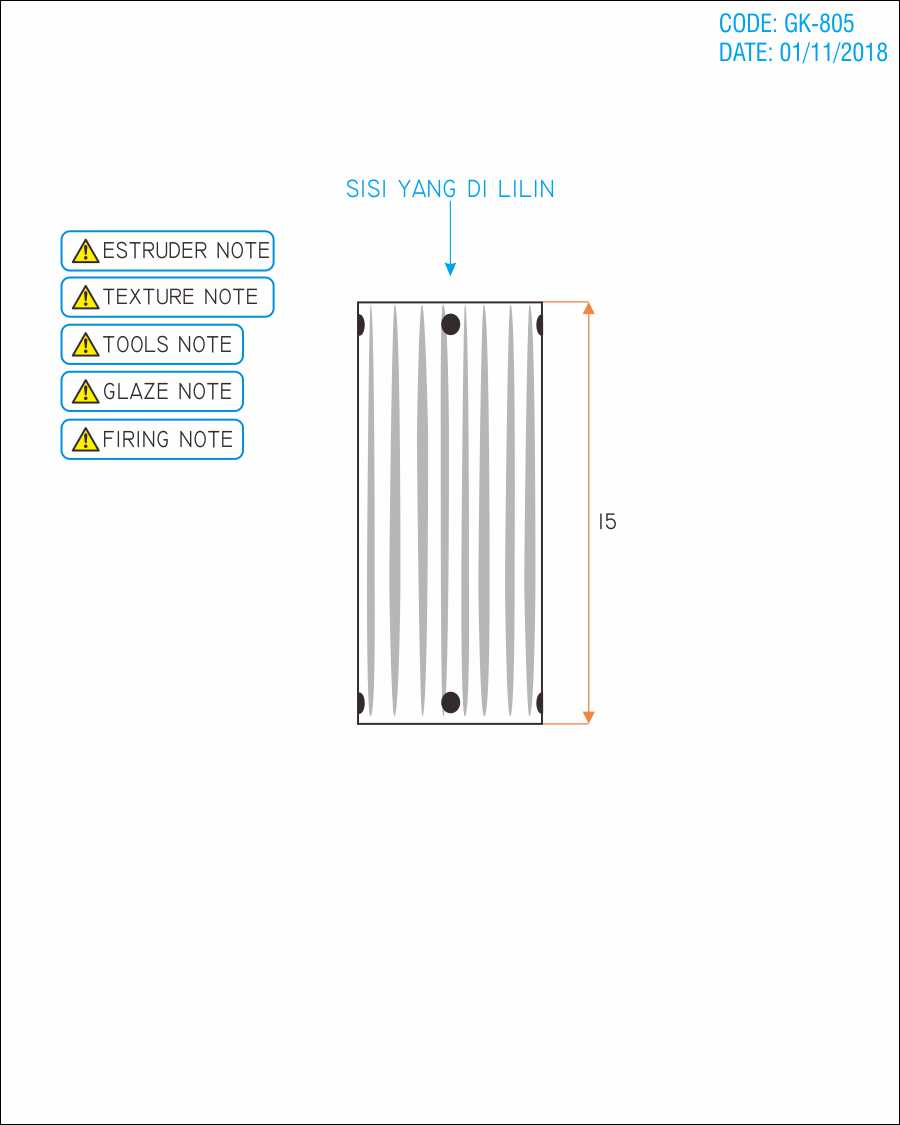 CODE: GK-805
DATE: 01/11/2018
SISI YANG DI LILIN
ESTRUDER NOTE
TEXTURE NOTE
TOOLS NOTE
GLAZE NOTE
FIRING NOTE
15